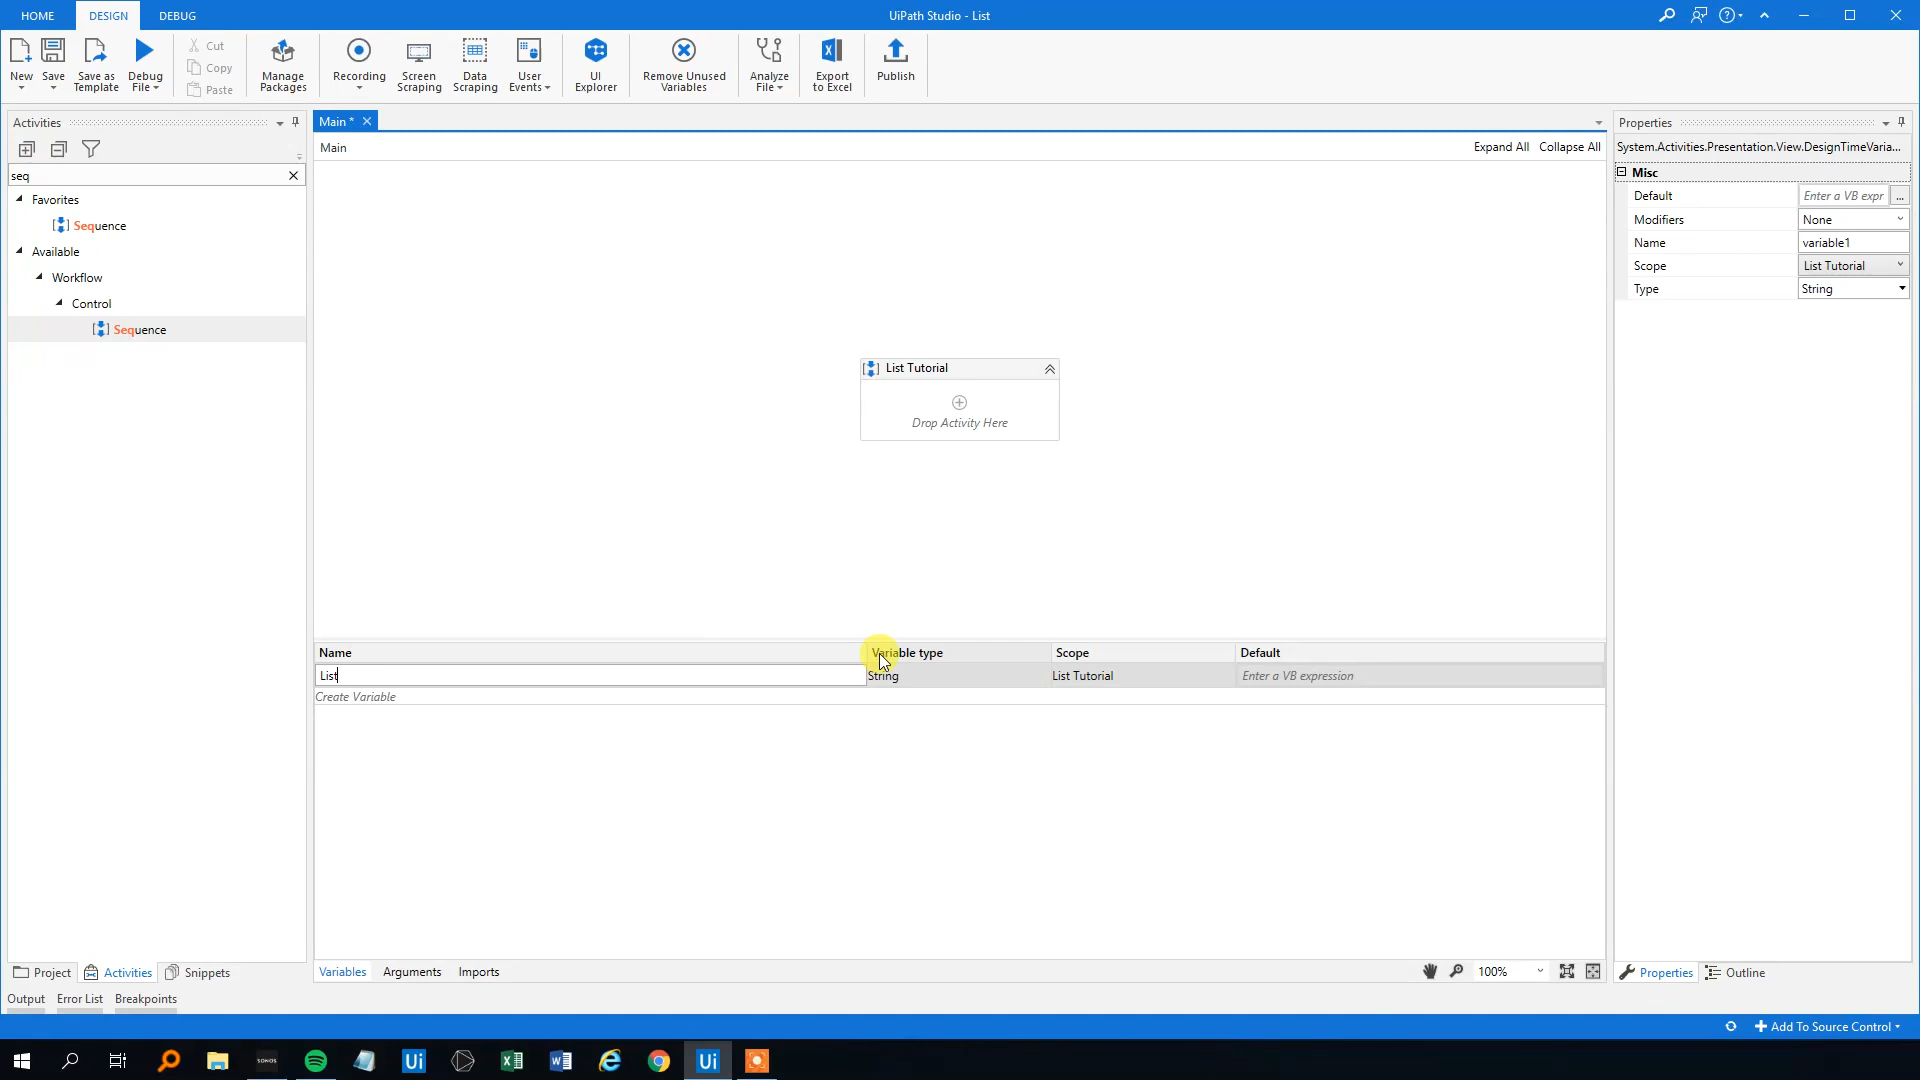 HOME DESIGN DEBUG UiPath Studio - List
New Save Save as Template Debug File Cut Copy Paste Manage Packages Recording Screen Scraping Data Scraping User Events UI Explorer Remove Unused Variables Analyze File Export to Excel Publish
Activities
seq
Favorites
Sequence
Available
Workflow
Control
Sequence
Main *
Main Expand All Collapse All
List Tutorial
Drop Activity Here
Name Variable type Scope Default
List String List Tutorial Enter a VB expression
Create Variable
Variables Arguments Imports 100%
Properties
System.Activities.Presentation.View.DesignTimeVaria...
Misc
Default Enter a VB expr ...
Modifiers None
Name variable1
Scope List Tutorial
Type String
Project Activities Snippets
Properties Outline
Output Error List Breakpoints
Add To Source Control
SONOS Ui Ui